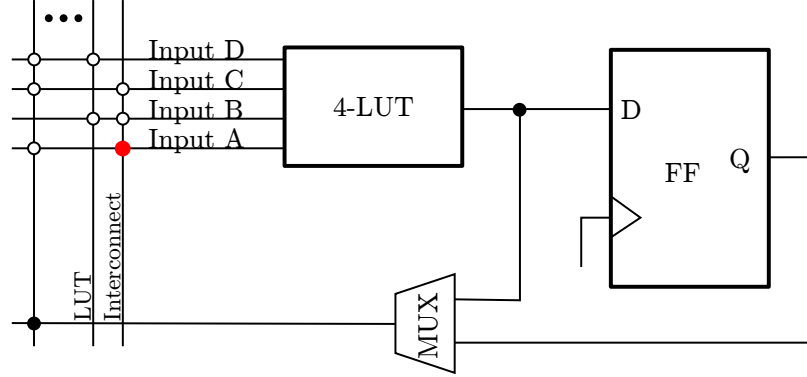 Input D
Input C
Input B
Input A
4-LUT
D
Q
FF
LUT
Interconnect
MUX